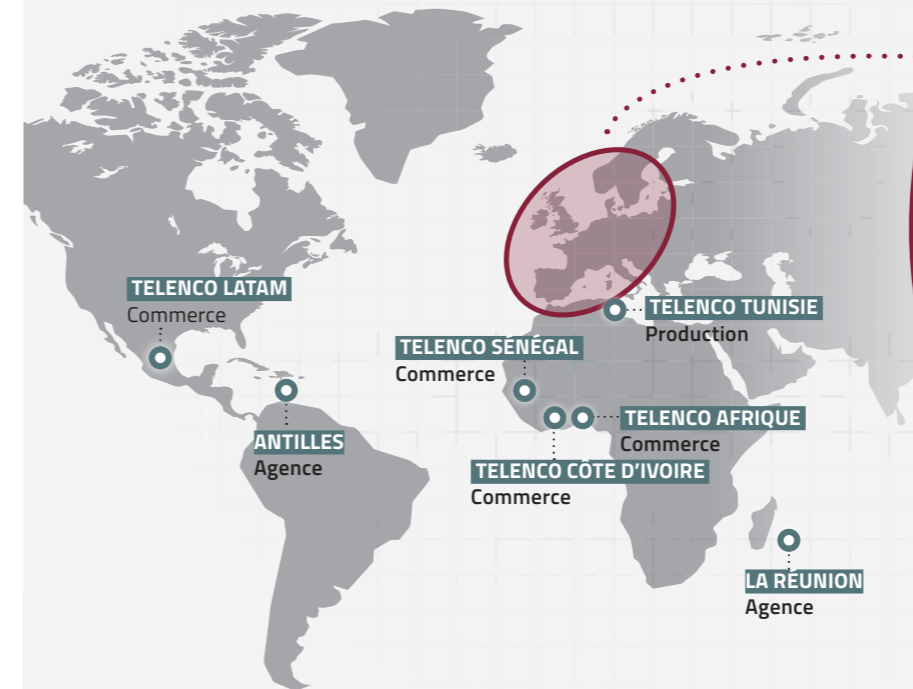 TELENCO LATAM
Commerce
TELENCO TUNISIE
Production
TELENCO SÉNÉGAL
Commerce
ANTILLES
Agence
TELENCO AFRIQUE
Commerce
TELENCO CÔTE D'IVOIRE
Commerce
LA RÉUNION
Agence